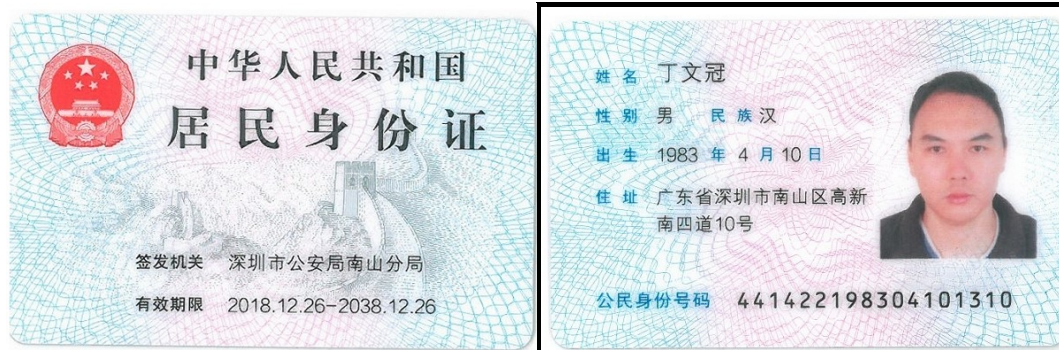 中华人民共和国
居民身份证
签发机关 深圳市公安局南山分局
有效期限 2018.12.26-2038.12.26
姓名 丁文冠
性别 男 民族 汉
出生 1983 年 4 月 10 日
住址 广东省深圳市南山区高新
南四道10号
公民身份号码 441422198304101310